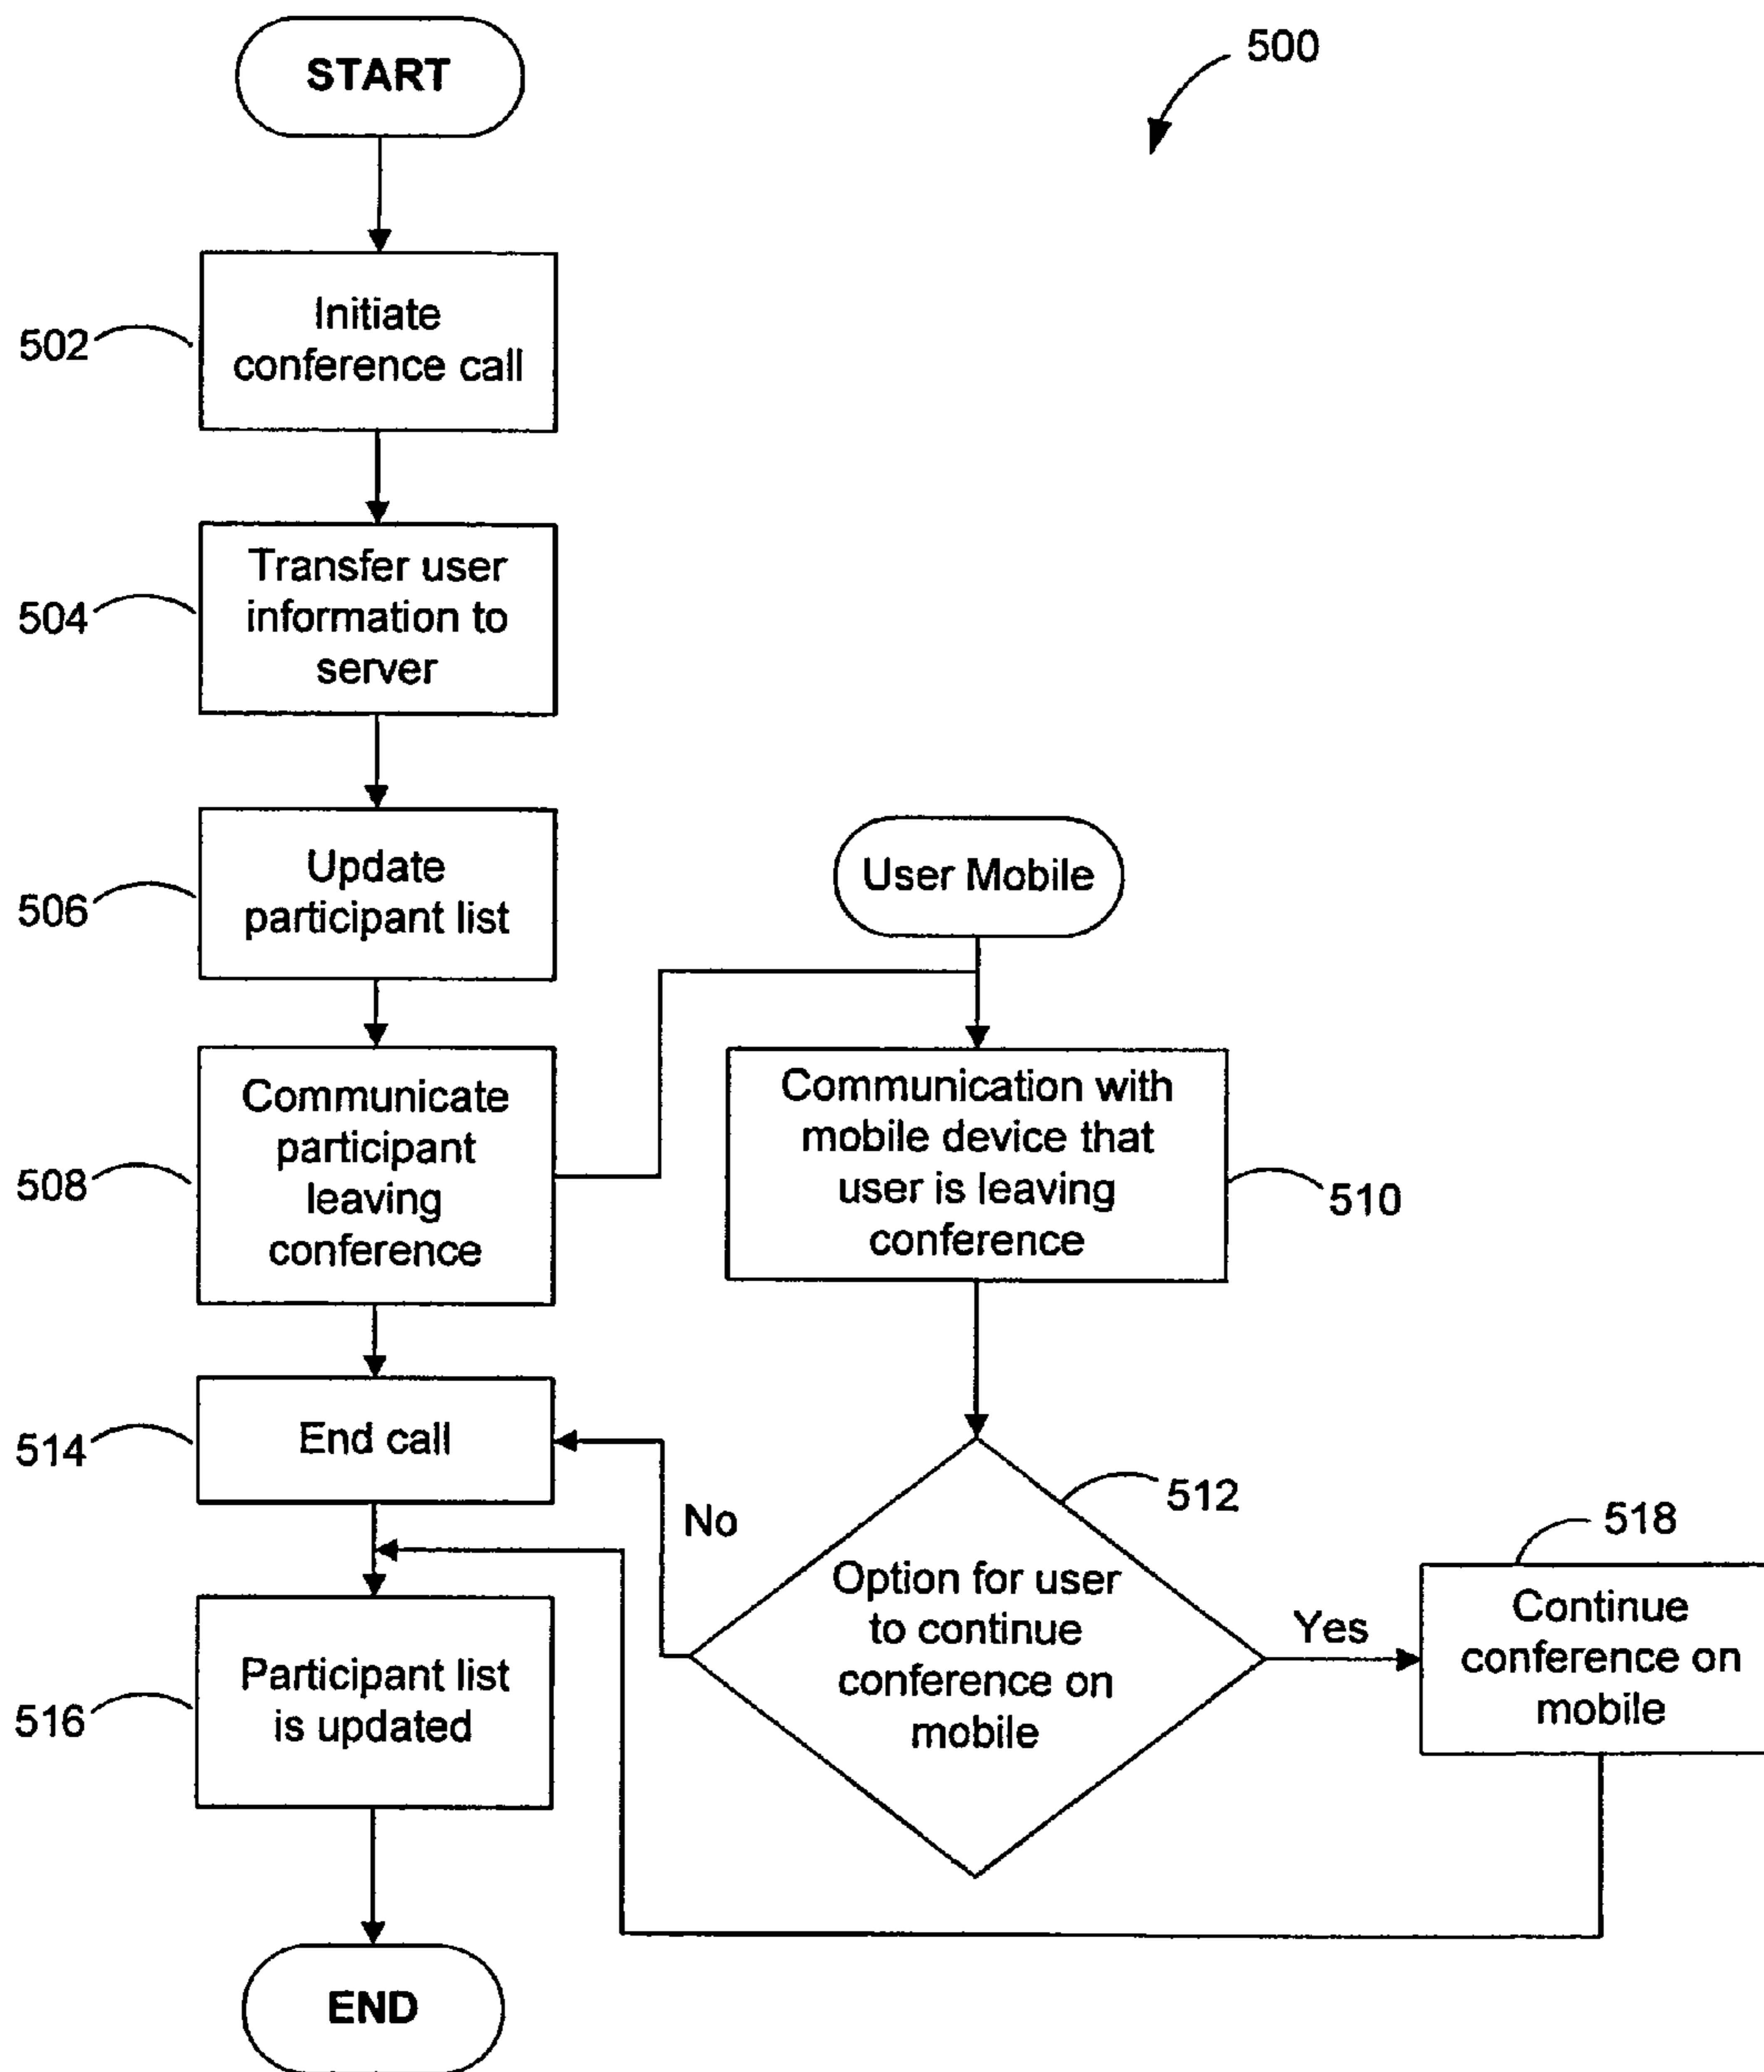 START
500
502
Initiate
conference call
504
Transfer user
information to
server
506
Update
participant list
User Mobile
508
Communicate
participant
leaving
conference
Communication with
mobile device that
user is leaving
conference
510
514
End call
No
512
Option for user
to continue
conference on
mobile
Yes
518
Continue
conference on
mobile
516
Participant list
is updated
END